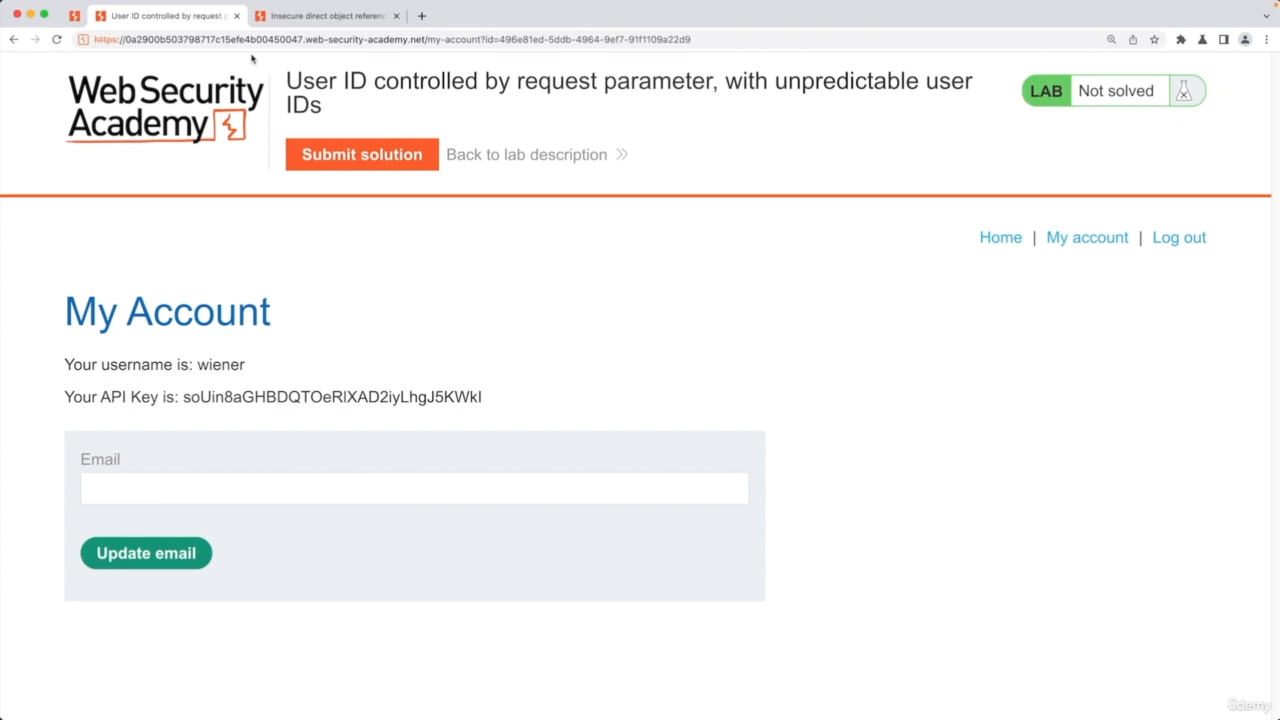 User ID controlled by request p
Insecure direct object referenc
https://0a2900b503798717c15efe4b00450047.web-security-academy.net/my-account?id=496e81ed-5ddb-4964-9ef7-91f1109a22d9
Web Security
Academy
User ID controlled by request parameter, with unpredictable user
IDs
LAB Not solved
Submit solution
Back to lab description
Home | My account | Log out
My Account
Your username is: wiener
Your API Key is: soUin8aGHBDQTOeRlXAD2iyLhgJ5KWkI
Email
Update email
ûdemy